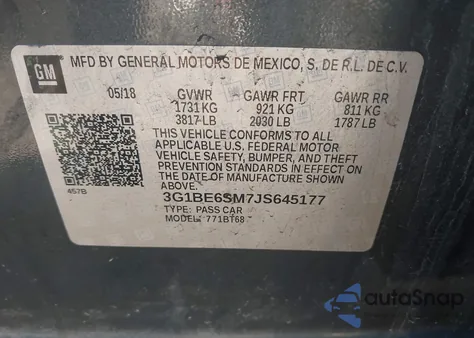 GM
MFD BY GENERAL MOTORS DE MEXICO, S. DE R.L. DE C.V.
05/18 GVWR GAWR FRT GAWR RR
1731 KG 921 KG 811 KG
3817 LB 2030 LB 1787 LB
THIS VEHICLE CONFORMS TO ALL
APPLICABLE U.S. FEDERAL MOTOR
VEHICLE SAFETY, BUMPER, AND THEFT
PREVENTION STANDARDS IN EFFECT ON
THE DATE OF MANUFACTURE SHOWN ABOVE.
457B
3G1BE6SM7JS645177
TYPE: PASS CAR
MODEL: 771BT68
autoSnap